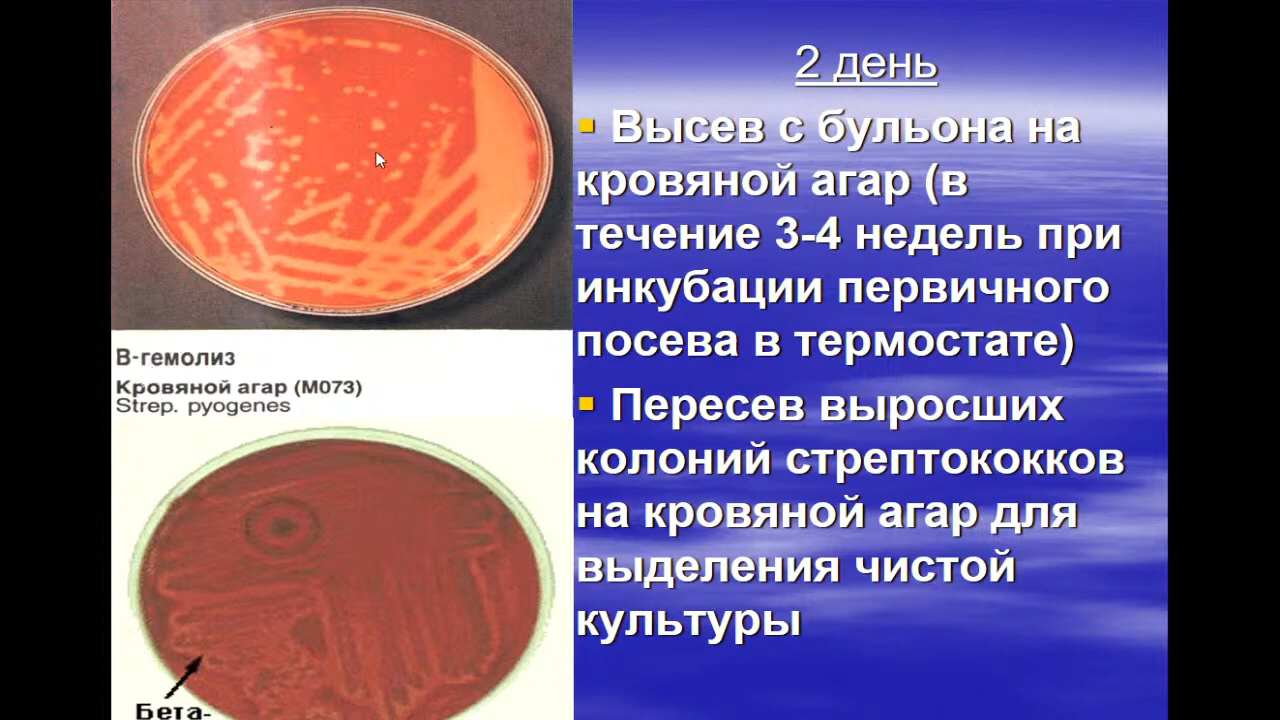 2 день
Высев с бульона на
кровяной агар (в
течение 3-4 недель при
инкубации первичного
посева в термостате)
Пересев выросших
колоний стрептококков
на кровяной агар для
выделения чистой
культуры
В-гемолиз
Кровяной агар (М073)
Strep. pyogenes
Бета-